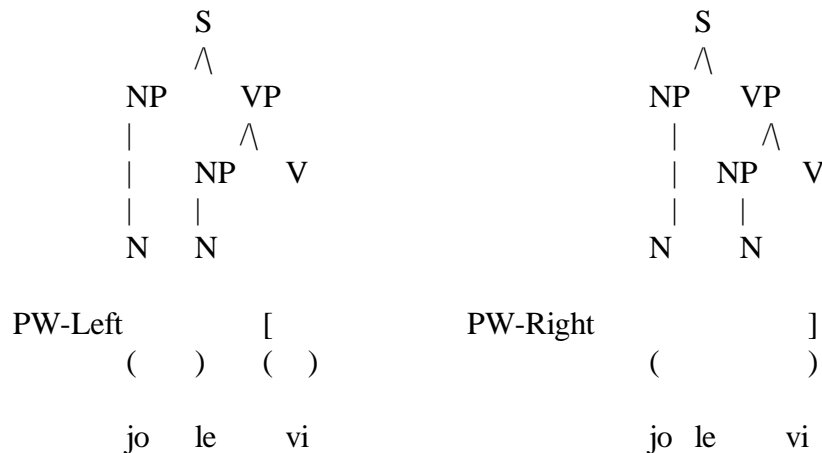 S S
/\ /\
NP VP NP VP
| /\ | /\
| NP V | NP V
| | | |
N N N N
PW-Left [ PW-Right ]
( ) ( ) ( )
jo le vi jo le vi